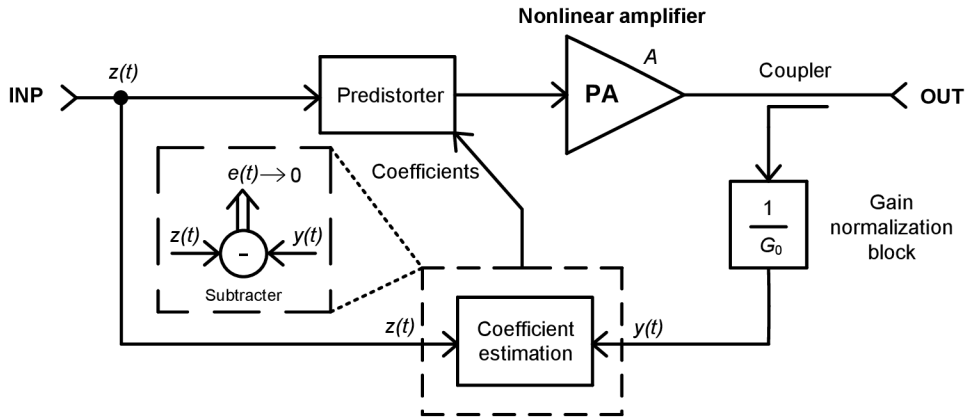 Nonlinear amplifier
z(t)
A
INP
Predistorter
PA
Coupler
OUT
Coefficients
e(t)→0
z(t)
-
y(t)
Subtracter
1
G₀
Gain
normalization
block
z(t)
Coefficient
estimation
y(t)